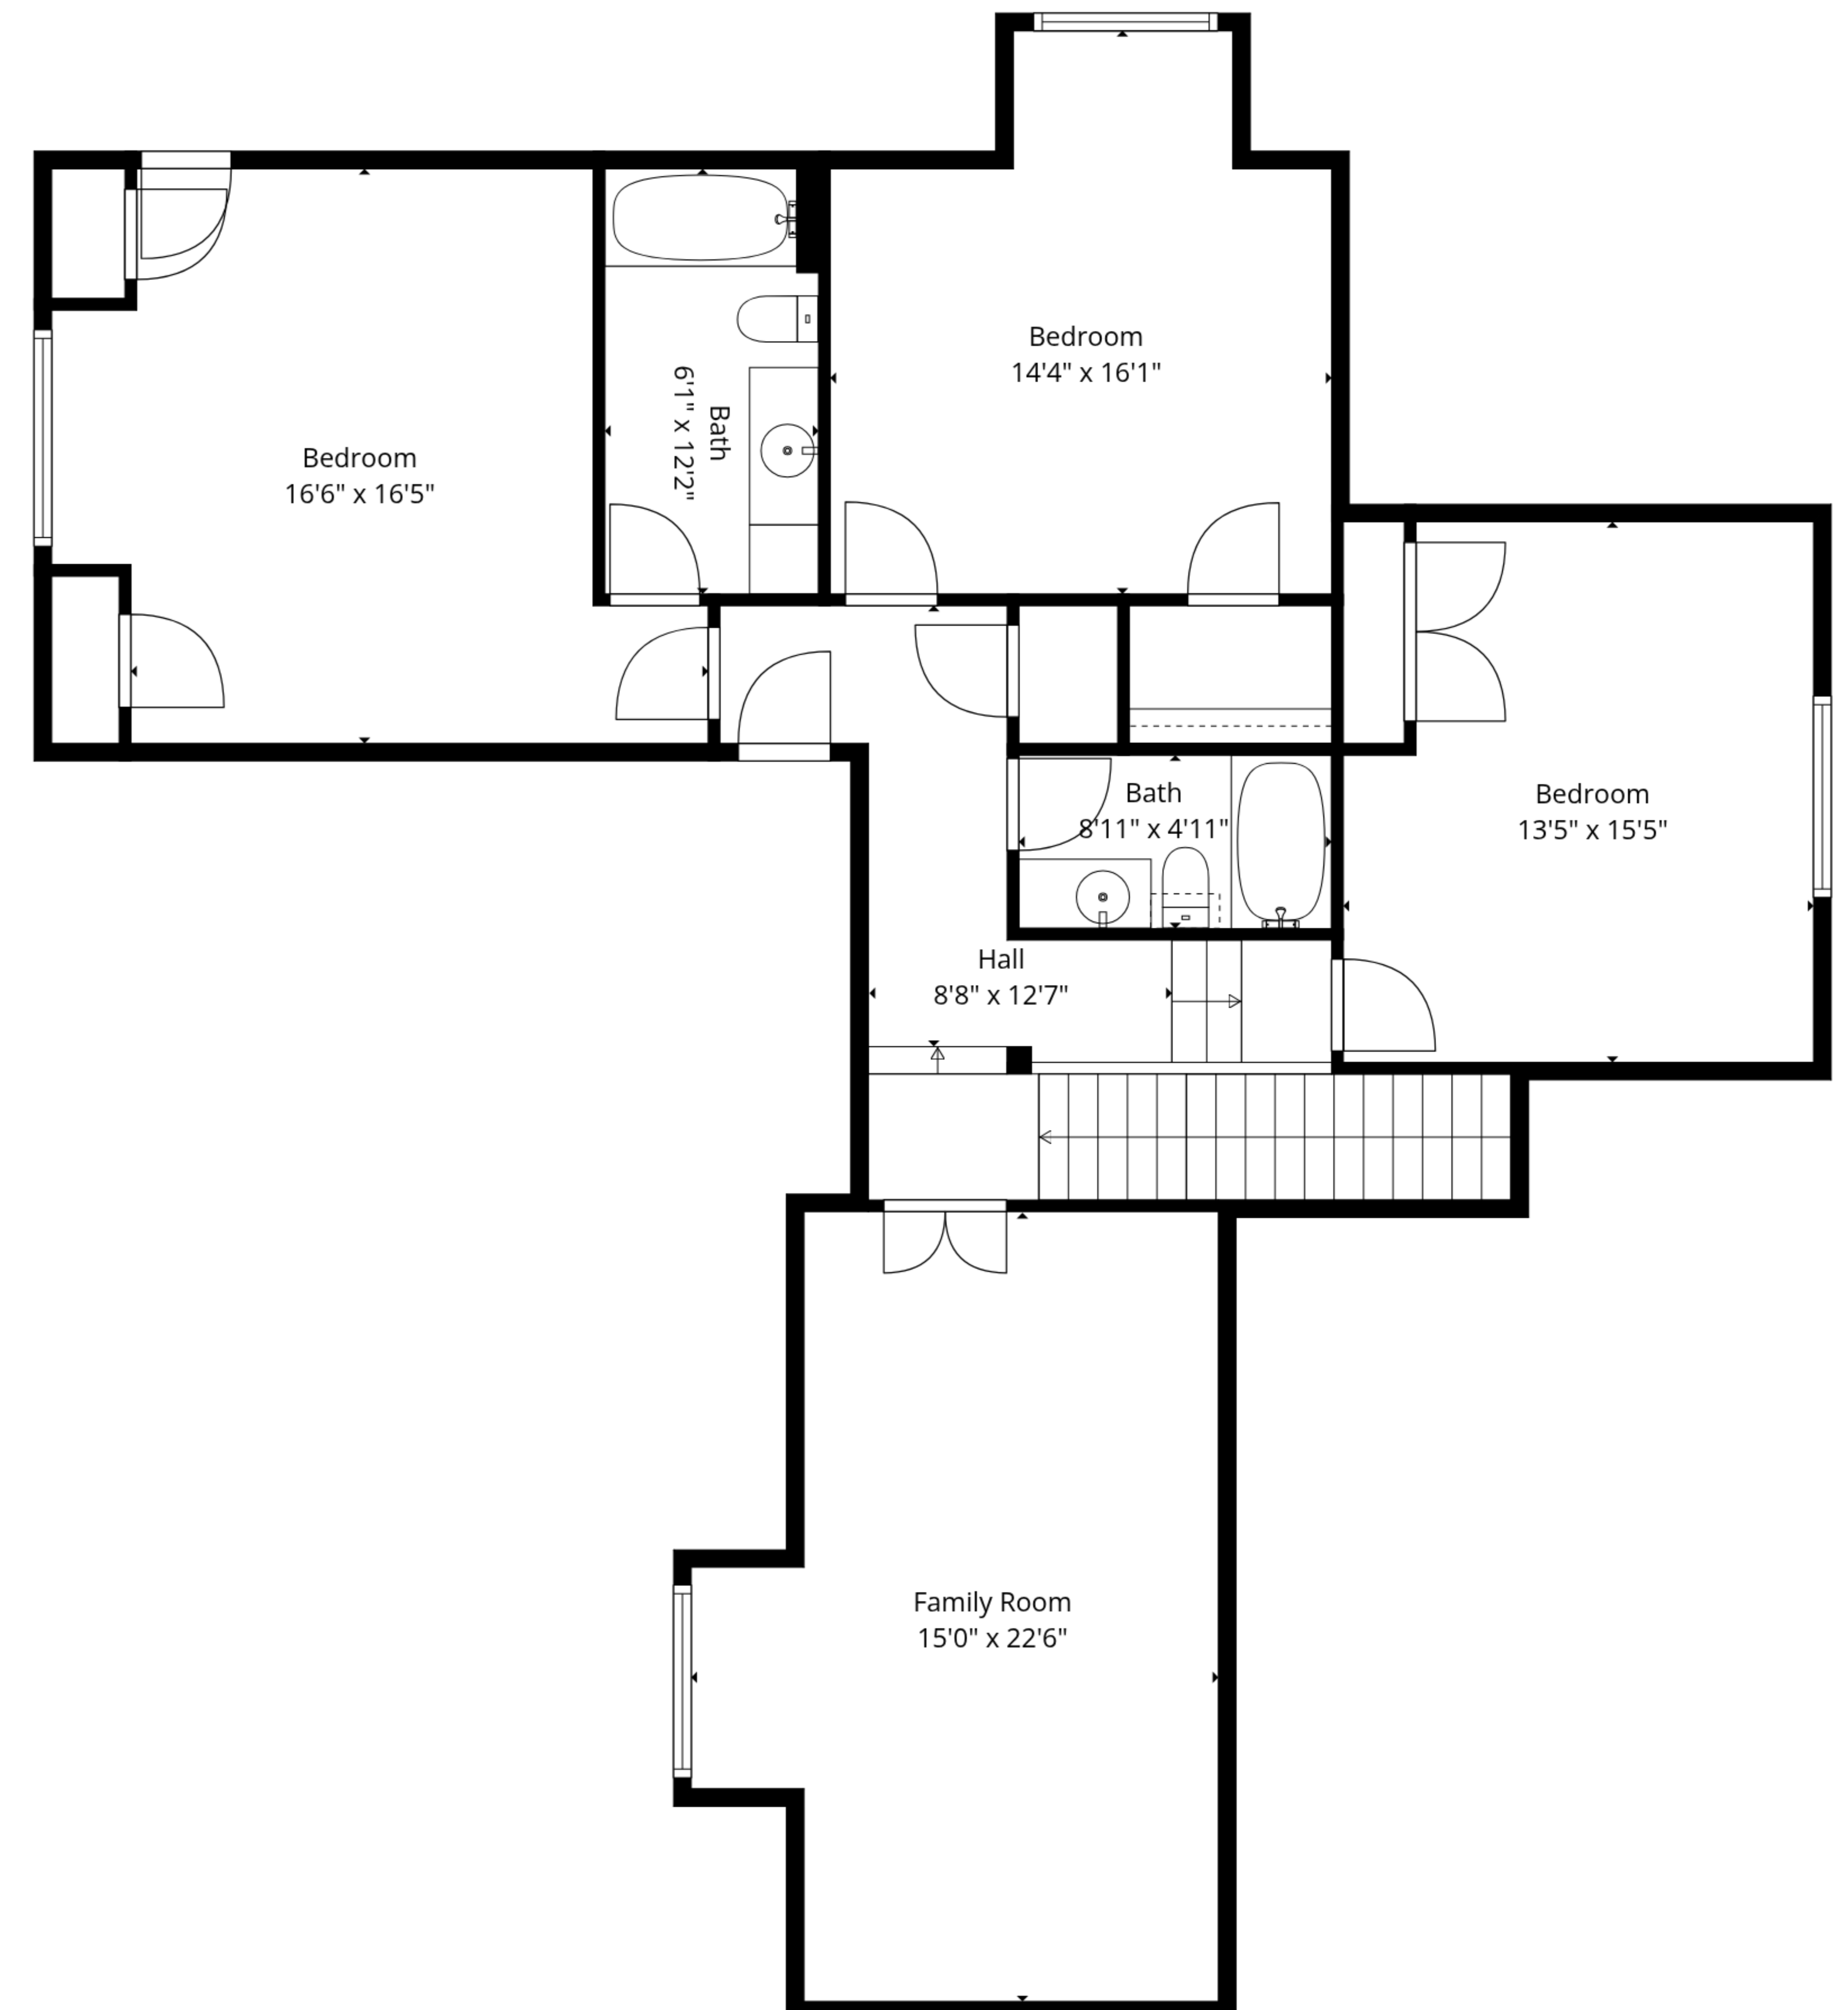 Bedroom
14'4" x 16'1"
Bedroom
16'6" x 16'5"
Bath
6'1" x 12'2"
Bath
8'11" x 4'11"
Bedroom
13'5" x 15'5"
Hall
8'8" x 12'7"
Family Room
15'0" x 22'6"